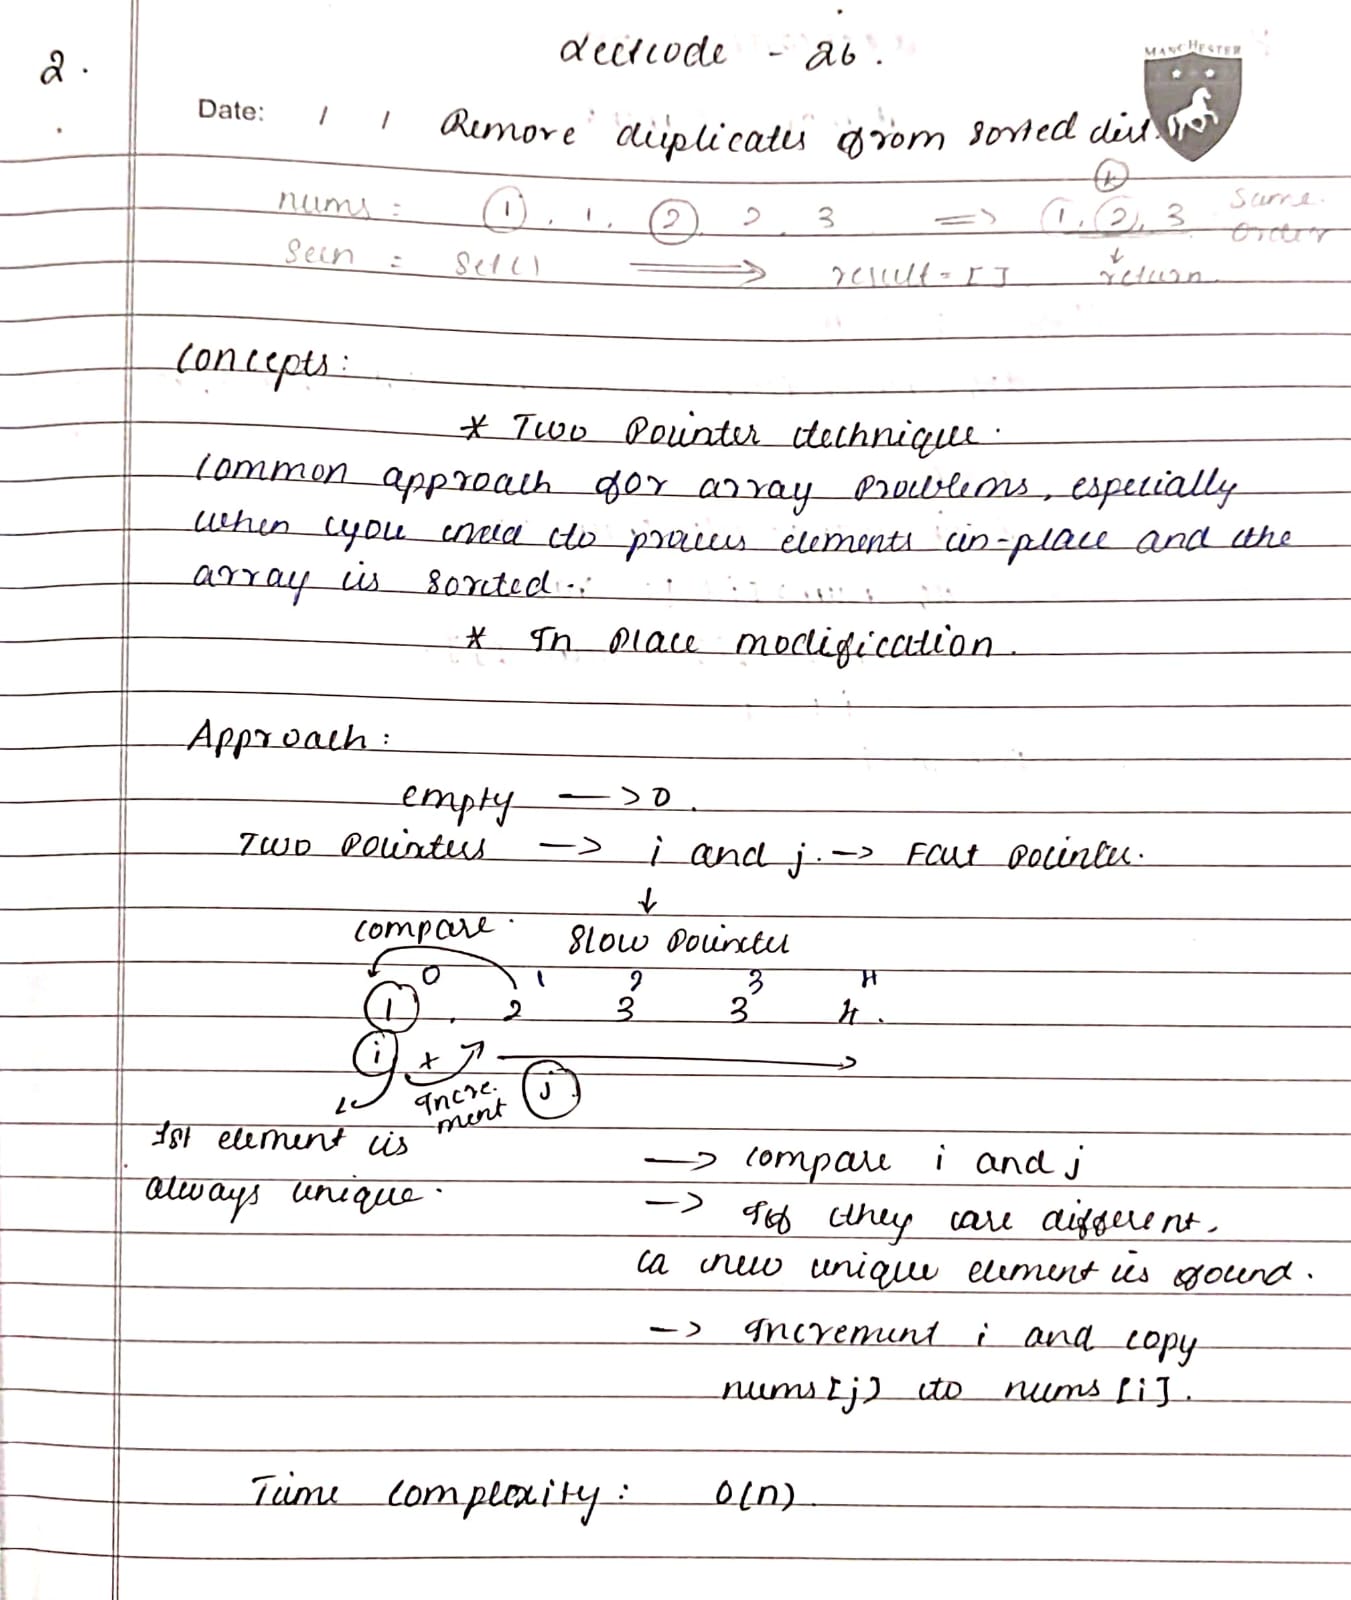 2.
Leetcode - 26.
MANCHESTER
Date: / / Remove duplicates from sorted list.
nums = 1, 1, 2, 2, 3 => 1, 2, 3 same order
k
seen = set() => result = [] ↓ return
Concepts:
* Two Pointer technique.
Common approach for array problems, especially
when you need to process elements in-place and the
array is sorted.
* In Place modification.
Approach:
empty -> 0.
Two pointers -> i and j. -> Fast pointer.
↓
compare. Slow pointer
0 1 2 3 4
1 . 2 3 3 4.
i + j
Increment
1st element is
always unique.
-> compare i and j
-> If they are different,
a new unique element is found.
-> Increment i and copy
nums[j] to nums[i].
Time complexity: O(n).